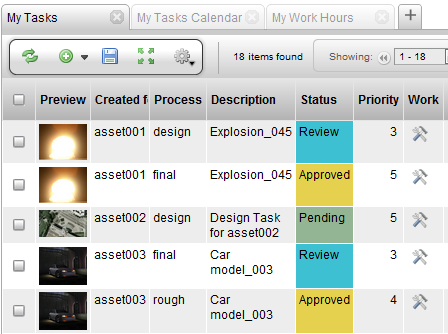 My Tasks My Tasks Calendar My Work Hours
18 items found Showing: 1 - 18
Preview Created fo Process Description Status Priority Work
asset001 design Explosion_045 Review 3
asset001 final Explosion_045 Approved 5
asset002 design Design Task Pending 5
for asset002
asset003 final Car Review 3
model_003
asset003 rough Car Approved 4
model_003